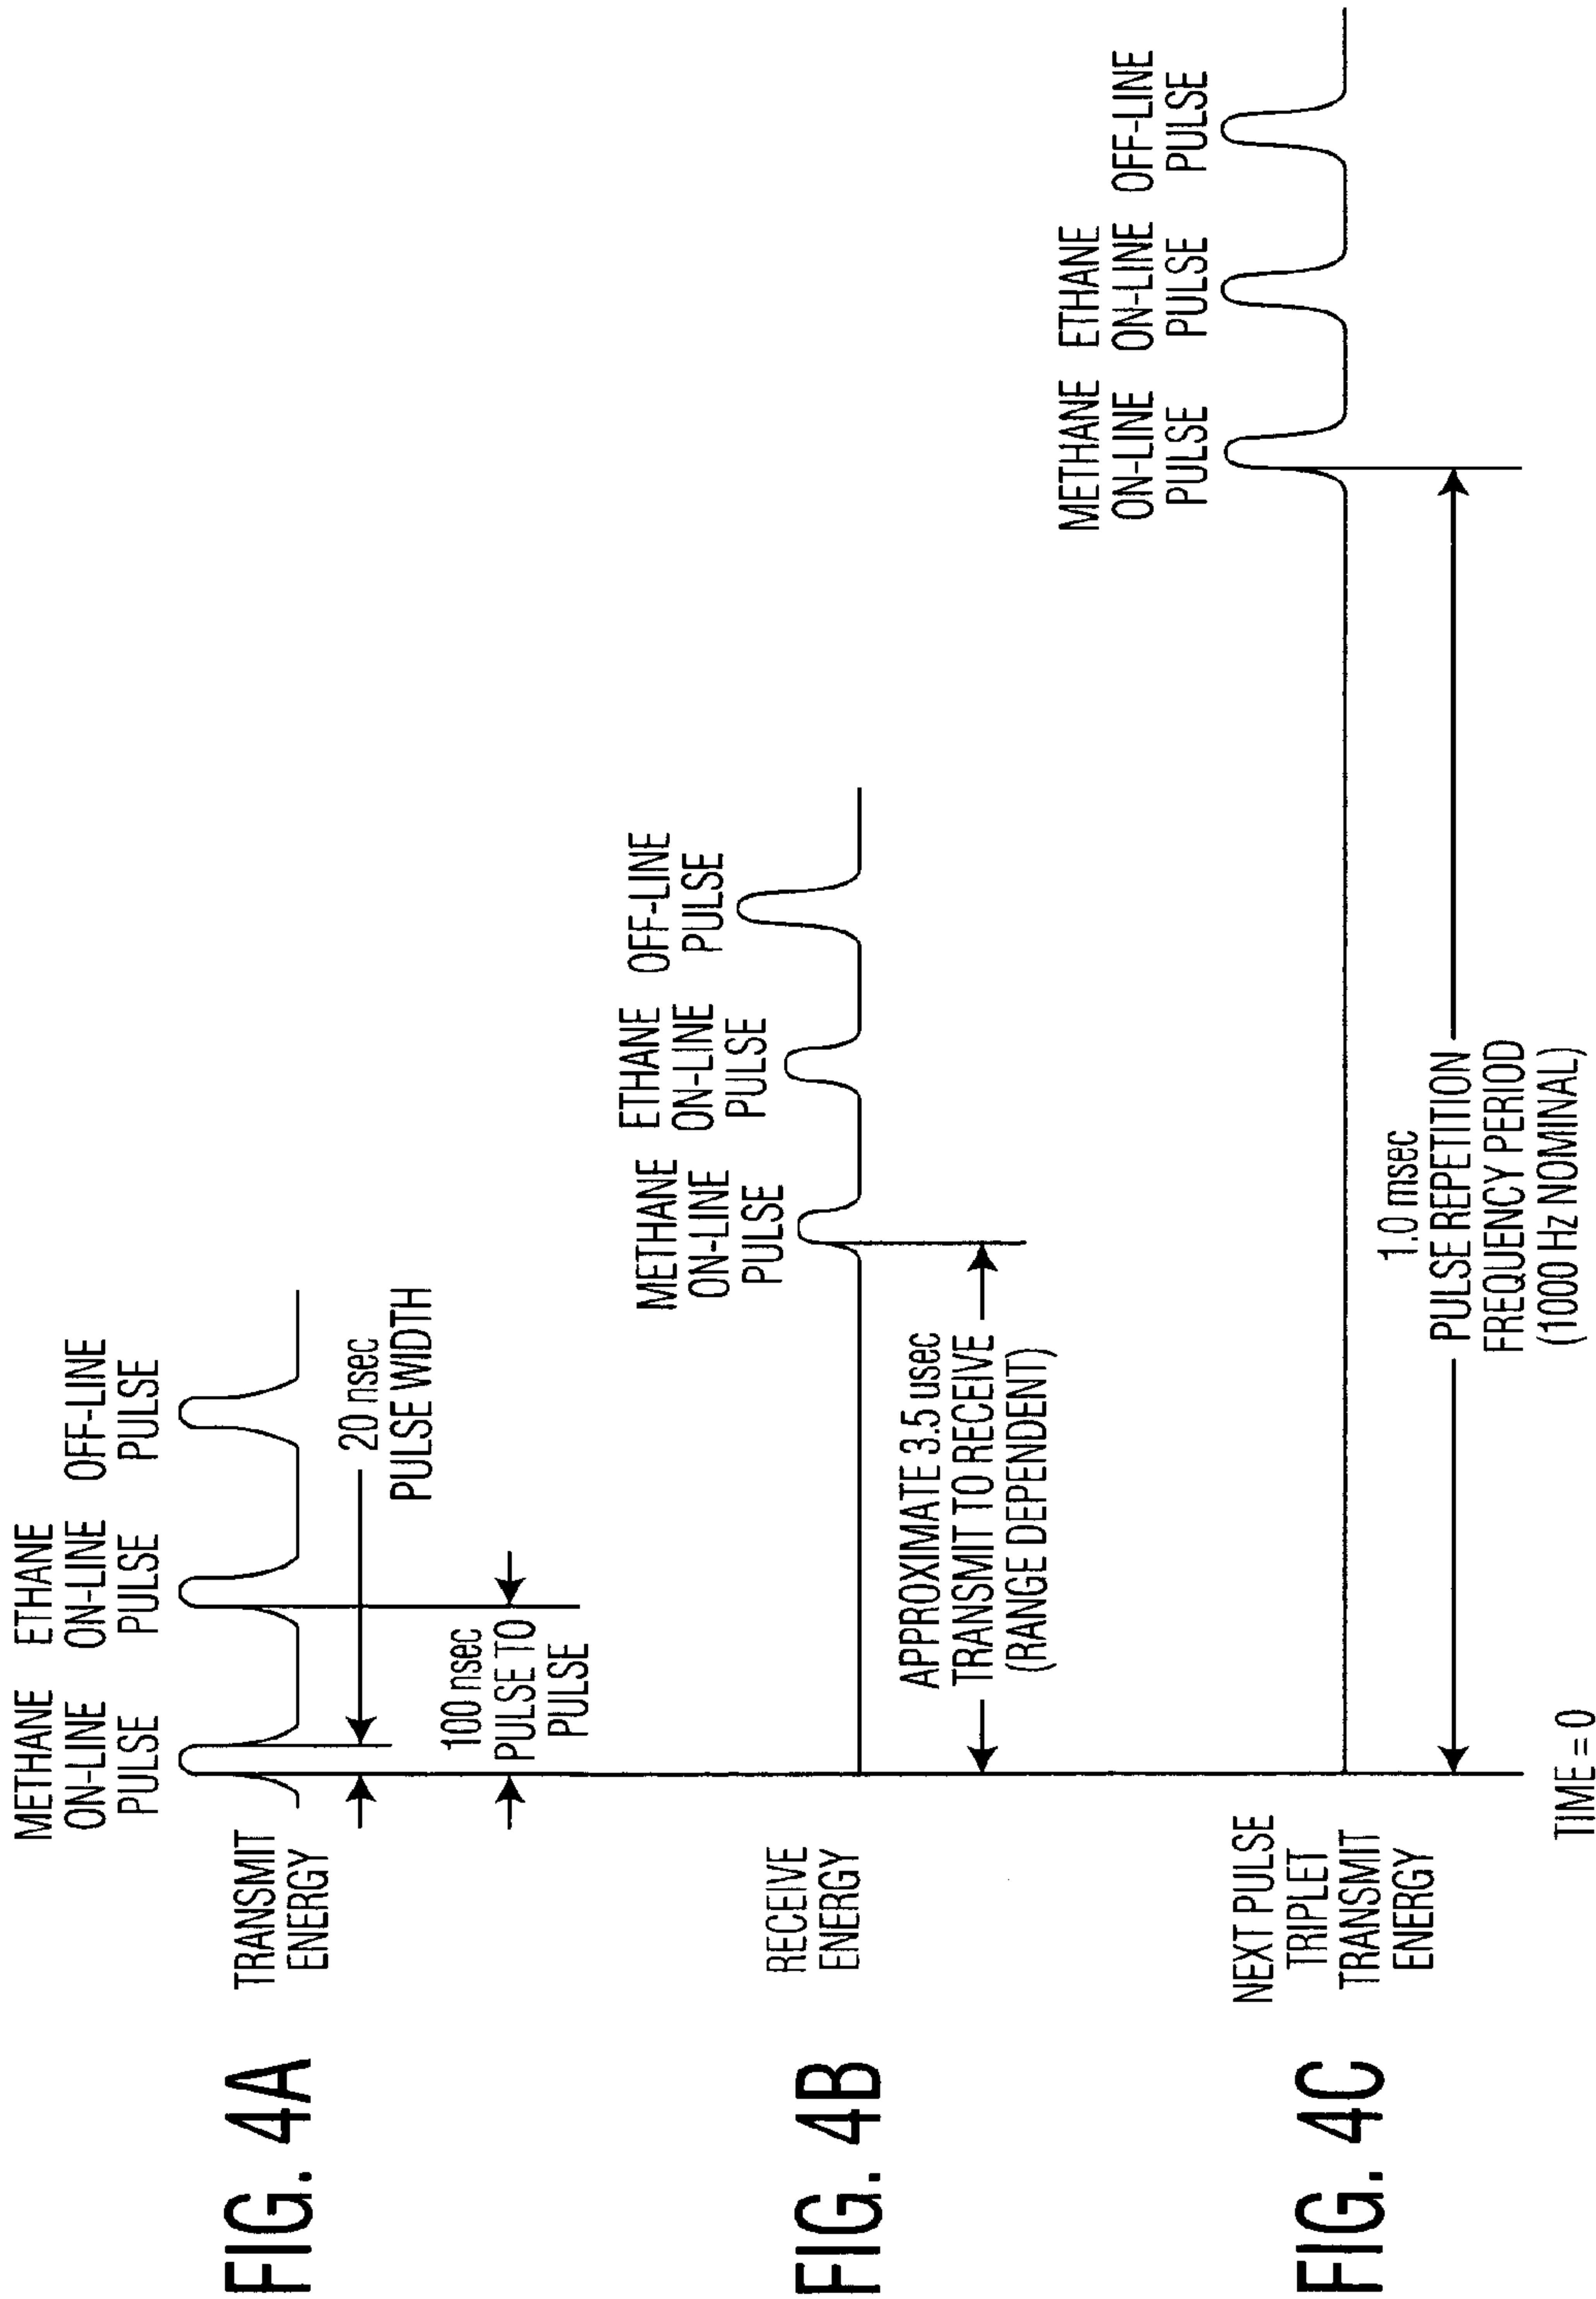 FIG. 4A
TRANSMIT
ENERGY
METHANE
ON-LINE
PULSE
ETHANE
ON-LINE
PULSE
OFF-LINE
PULSE
20 nsec
PULSE WIDTH
100 nsec
PULSE TO
PULSE
FIG. 4B
RECEIVE
ENERGY
METHANE
ON-LINE
PULSE
ETHANE
ON-LINE
PULSE
OFF-LINE
PULSE
APPROXIMATE 3.5 usec
TRANSMIT TO RECEIVE
(RANGE DEPENDENT)
FIG. 4C
NEXT PULSE
TRIPLET
TRANSMIT
ENERGY
METHANE
ON-LINE
PULSE
ETHANE
ON-LINE
PULSE
OFF-LINE
PULSE
1.0 msec
PULSE REPETITION
FREQUENCY PERIOD
(1000 Hz NOMINAL)
TIME = 0